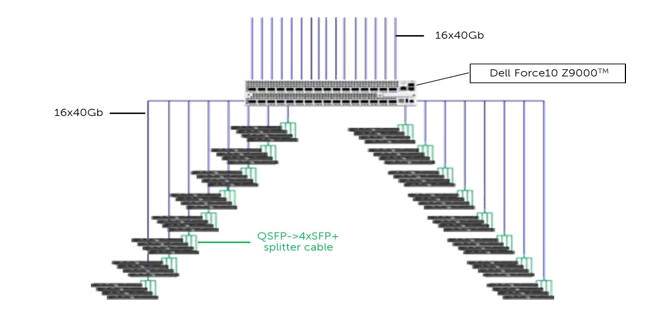 16x40Gb
Dell Force10 Z9000™
16x40Gb
QSFP->4xSFP+
splitter cable